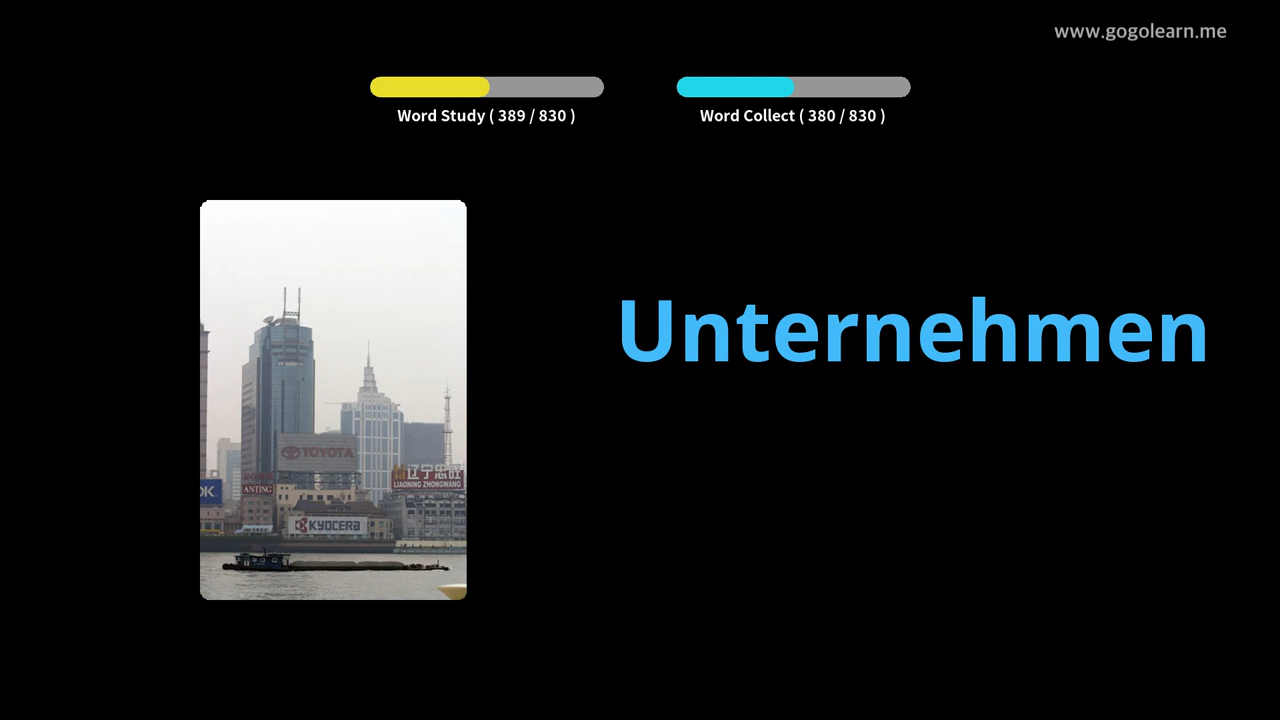 www.gogolearn.me
Word Study ( 389 / 830 )
Word Collect ( 380 / 830 )
Unternehmen
TOYOTA
辽宁忠旺
LIAONING ZHONGWANG
OK
ANTING
KYOCERA